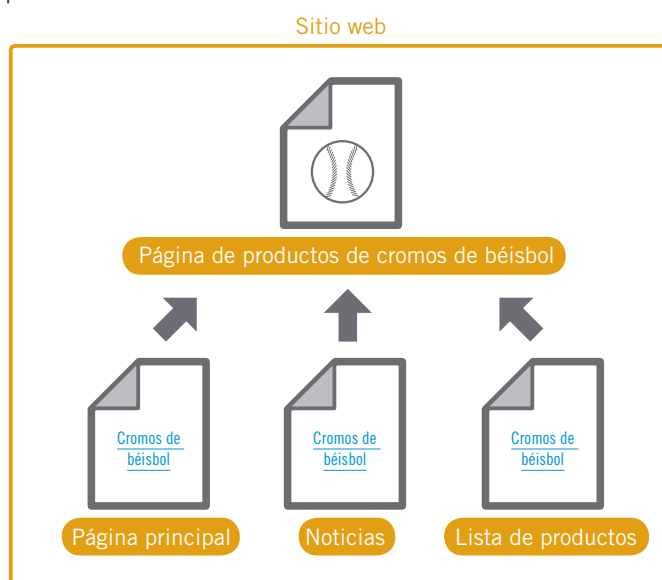 Sitio web
Página de productos de cromos de béisbol
Cromos de
béisbol
Cromos de
béisbol
Cromos de
béisbol
Página principal
Noticias
Lista de productos